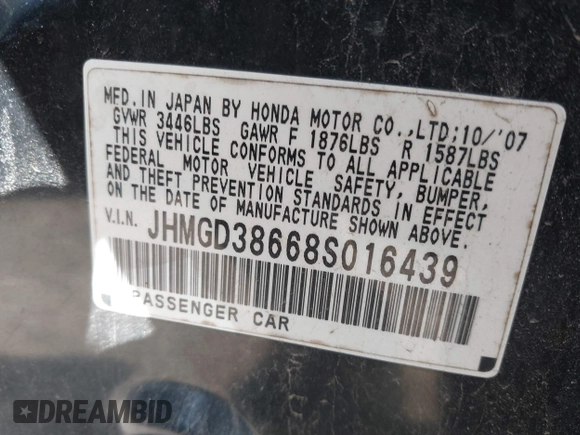 MFD. IN JAPAN BY HONDA MOTOR CO.,LTD;10/'07
GVWR 3446LBS GAWR F 1876LBS R 1587LBS
THIS VEHICLE CONFORMS TO ALL APPLICABLE
FEDERAL MOTOR VEHICLE SAFETY, BUMPER,
AND THEFT PREVENTION STANDARDS IN EFFECT
ON THE DATE OF MANUFACTURE SHOWN ABOVE.
V.I.N. JHMGD38668S016439
PASSENGER CAR
DREAMBID